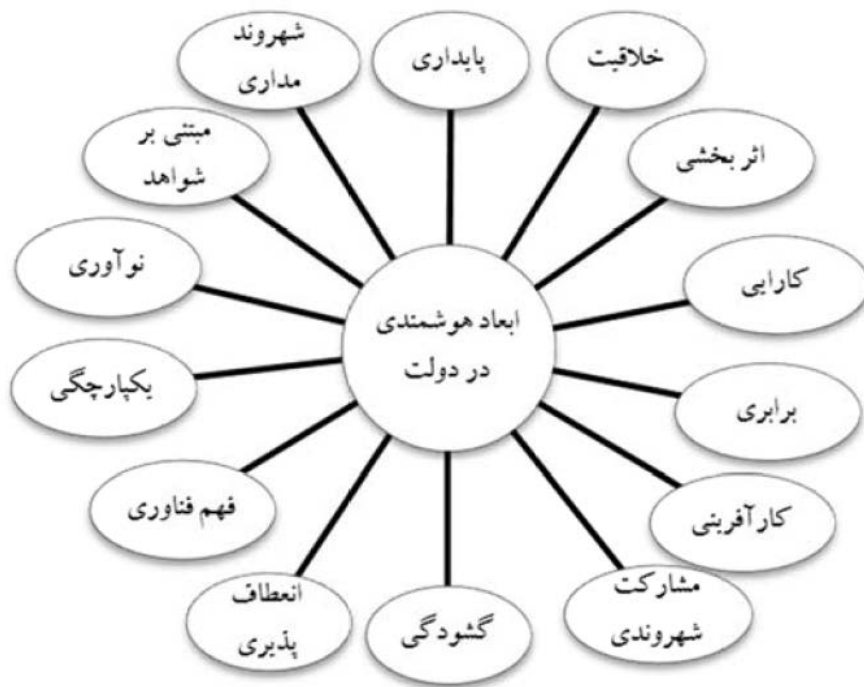 شهروند
مداری
پایداری
خلاقیت
مبتنی بر
شواهد
اثر بخشی
نوآوری
کارایی
ابعاد هوشمندی
در دولت
یکپارچگی
برابری
فهم فناوری
کارآفرینی
انعطاف
پذیری
گشودگی
مشارکت
شهروندی